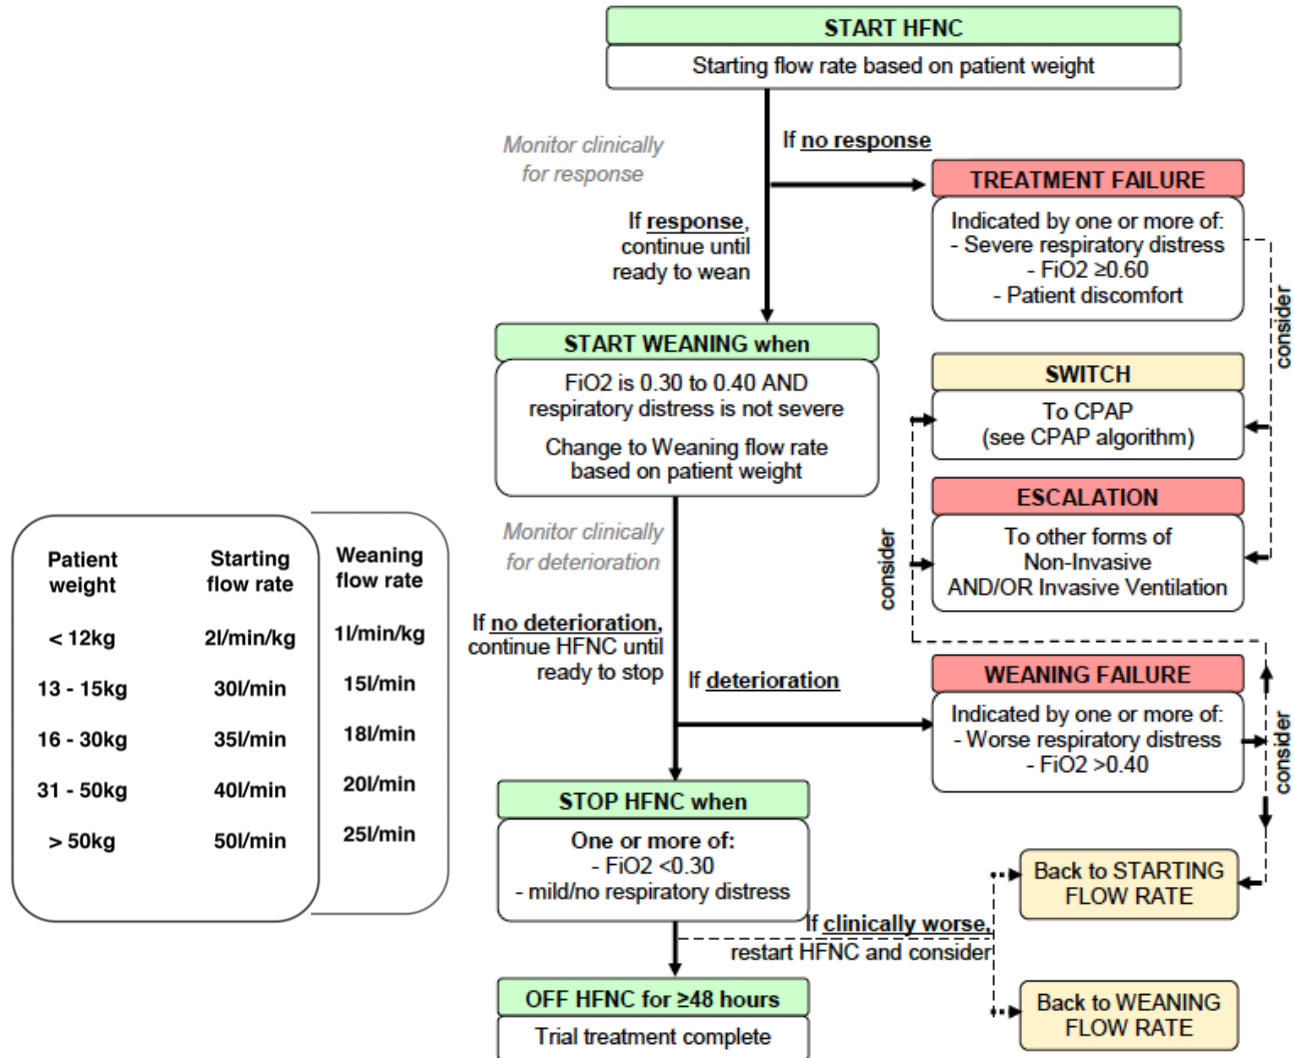 START HFNC
Starting flow rate based on patient weight
Monitor clinically
for response
If no response
If response,
continue until
ready to wean
TREATMENT FAILURE
Indicated by one or more of:
- Severe respiratory distress
- FiO2 ≥0.60
- Patient discomfort
consider
START WEANING when
FiO2 is 0.30 to 0.40 AND
respiratory distress is not severe
Change to Weaning flow rate
based on patient weight
SWITCH
To CPAP
(see CPAP algorithm)
ESCALATION
To other forms of
Non-Invasive
AND/OR Invasive Ventilation
consider
Monitor clinically
for deterioration
If no deterioration,
continue HFNC until
ready to stop
If deterioration
WEANING FAILURE
Indicated by one or more of:
- Worse respiratory distress
- FiO2 >0.40
consider
STOP HFNC when
One or more of:
- FiO2 <0.30
- mild/no respiratory distress
If clinically worse,
restart HFNC and consider
Back to STARTING
FLOW RATE
Back to WEANING
FLOW RATE
OFF HFNC for ≥48 hours
Trial treatment complete
Patient weight Starting flow rate Weaning flow rate
< 12kg 2l/min/kg 1l/min/kg
13 - 15kg 30l/min 15l/min
16 - 30kg 35l/min 18l/min
31 - 50kg 40l/min 20l/min
> 50kg 50l/min 25l/min